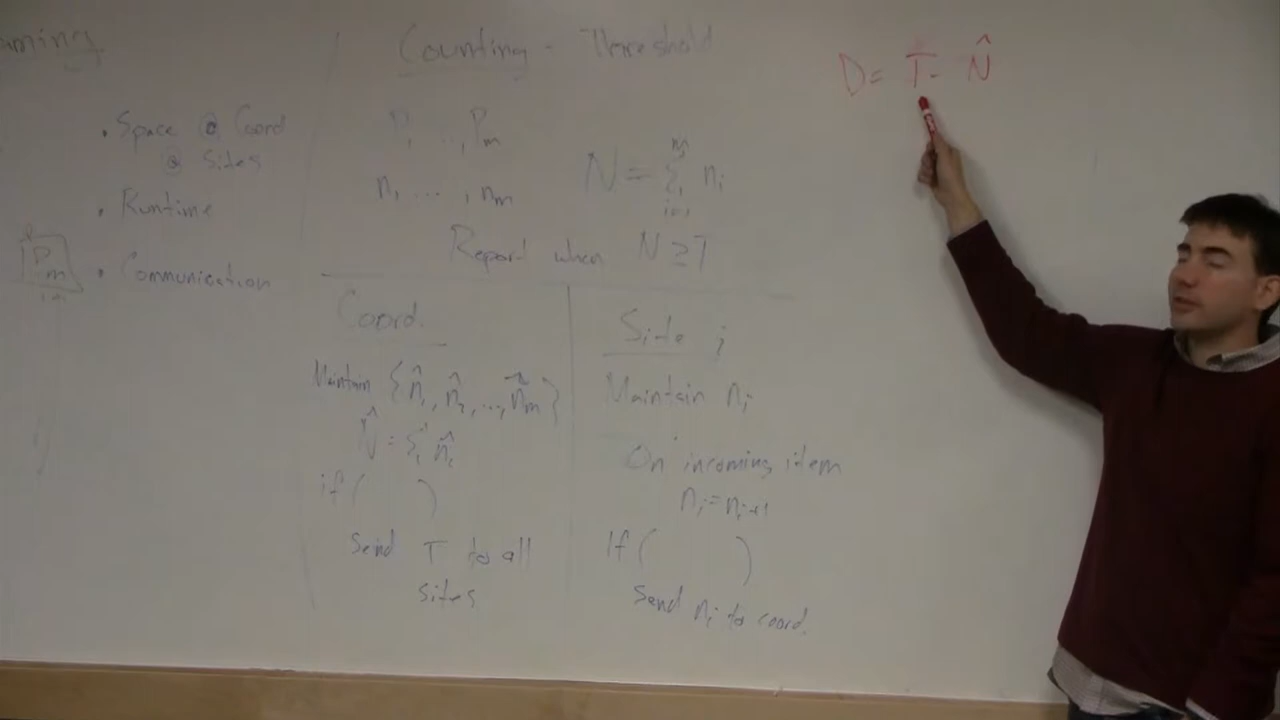 Counting - Threshold
D = T - N̂
• Space @ Coord
@ Sites
• Runtime
• Communication
P₁ ..., Pₘ
n₁ ... , nₘ
N = Σ nᵢ
m
i=1
Report when N ≥ T
Coord.
Maintain {n̂₁, n̂₂, ..., n̂ₘ}
N̂ = Σ n̂ᵢ
if ( )
Send T to all
sites
Site i
Maintain nᵢ
On incoming item
nᵢ = nᵢ+1
If ( )
Send nᵢ to coord.